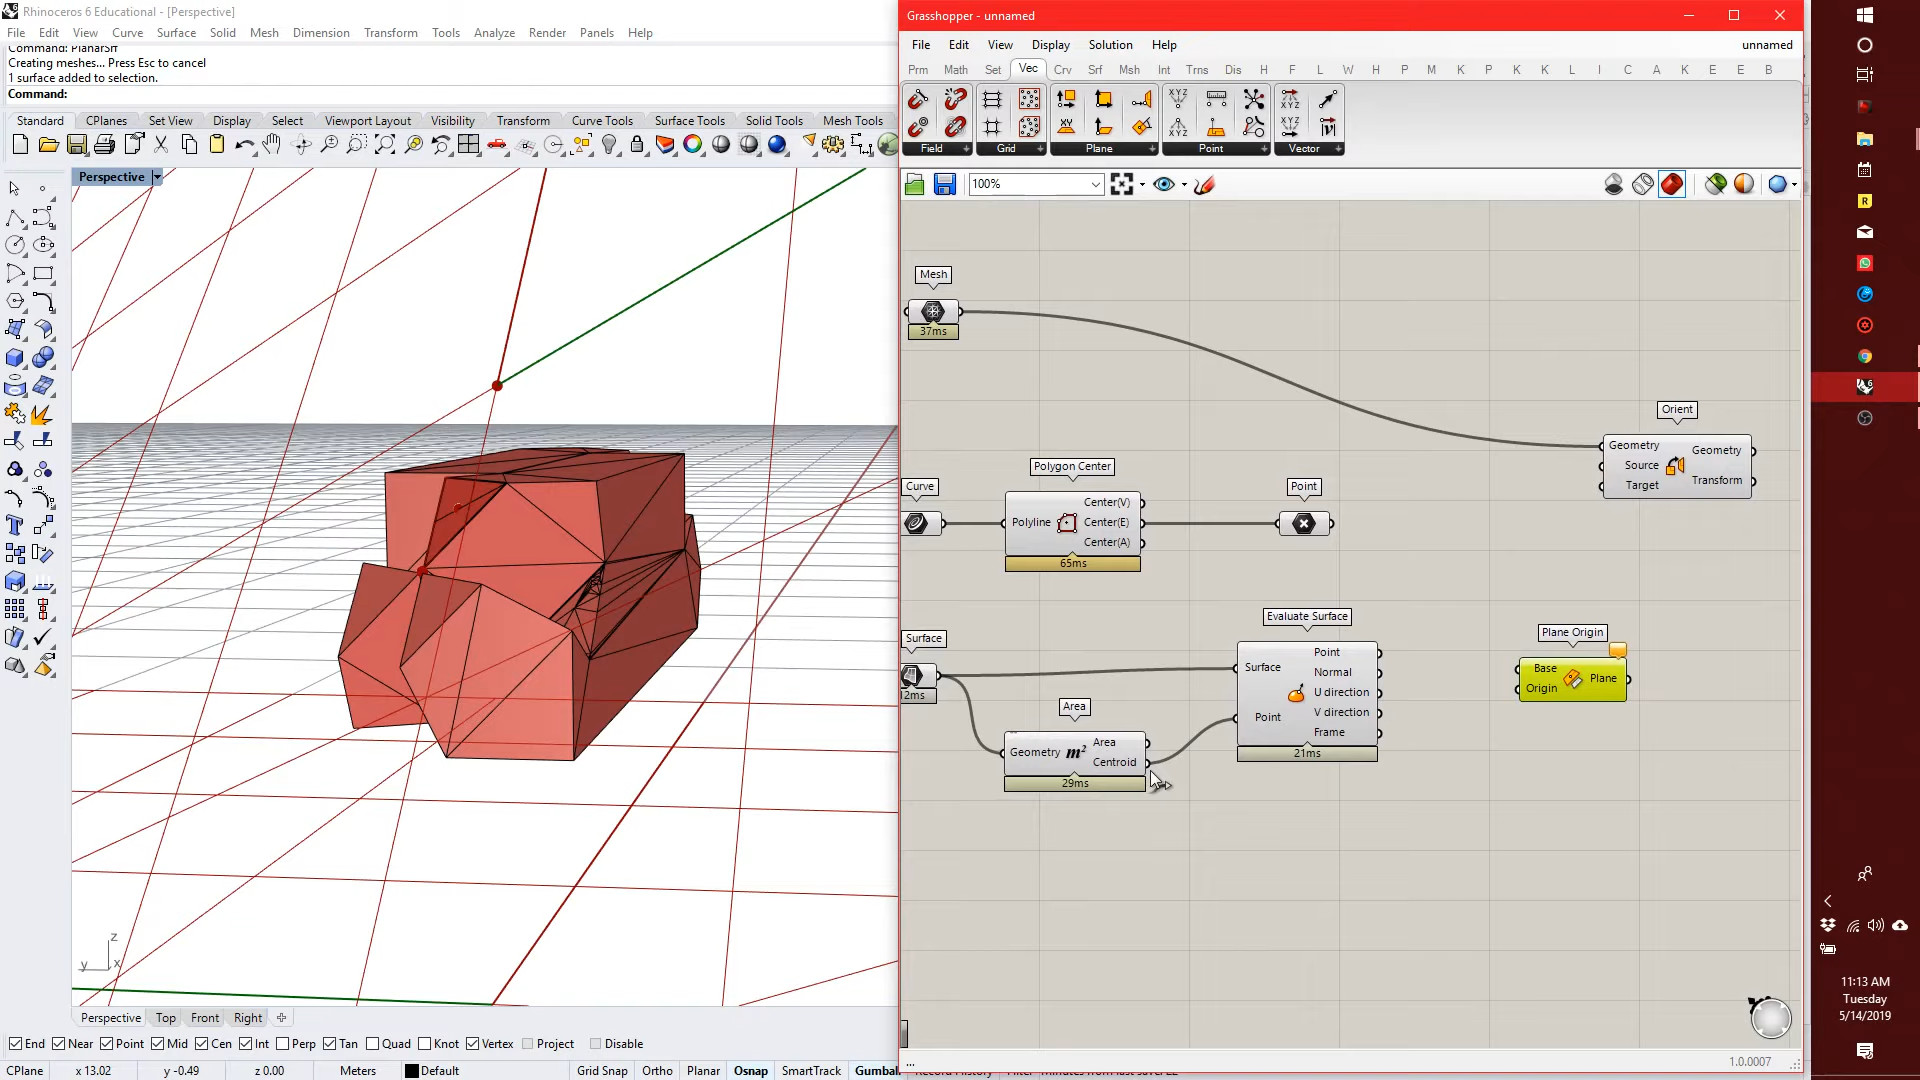 Rhinoceros 6 Educational - [Perspective]
File Edit View Curve Surface Solid Mesh Dimension Transform Tools Analyze Render Panels Help
Command: PlanarSrf
Creating meshes... Press Esc to cancel
1 surface added to selection.
Command:
Standard CPlanes Set View Display Select Viewport Layout Visibility Transform Curve Tools Surface Tools Solid Tools Mesh Tools
Perspective
z
y x
Perspective Top Front Right
End Near Point Mid Cen Int Perp Tan Quad Knot Vertex Project Disable
CPlane x 13.02 y -0.49 z 0.00 Meters Default Grid Snap Ortho Planar Osnap SmartTrack Gumball
Grasshopper - unnamed
File Edit View Display Solution Help unnamed
Prm Math Set Vec Crv Srf Msh Int Trns Dis H F L W H P M K P K K L I C A K E E B
Field Grid Plane Point Vector
100%
Mesh
37ms
Orient
Geometry Geometry
Source
Target Transform
Polygon Center
Curve
Polyline
Center(V)
Center(E)
Center(A)
65ms
Point
Surface
12ms
Area
Geometry m² Area
Centroid
29ms
Evaluate Surface
Surface
Point
Point
Normal
U direction
V direction
Frame
21ms
Plane Origin
Base
Origin
Plane
...
1.0.0007
11:13 AM
Tuesday
5/14/2019